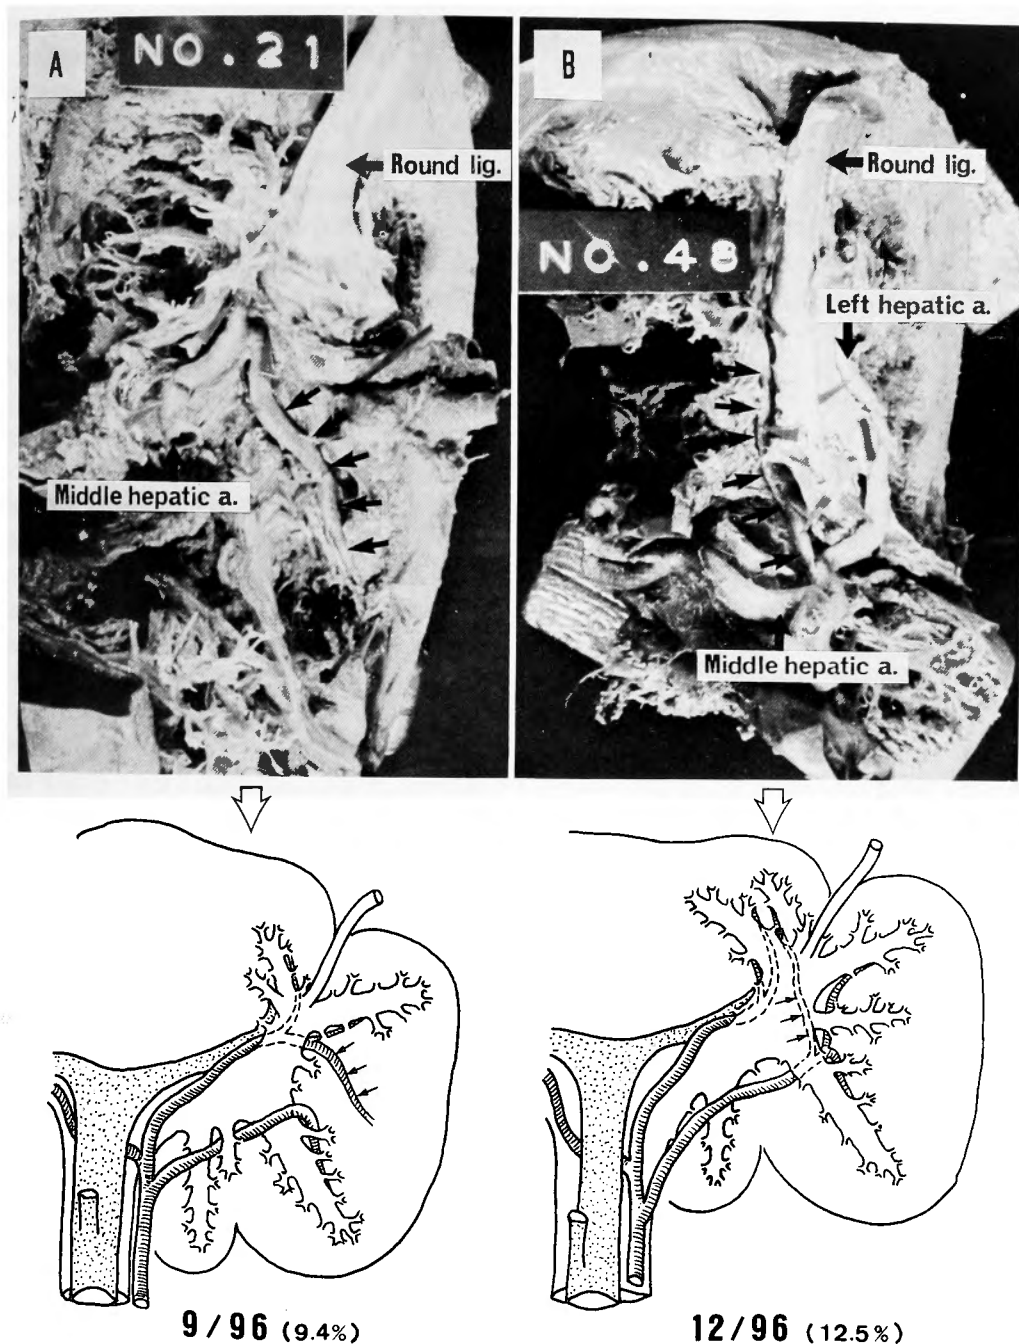 A
NO.21
Round lig.
Middle hepatic a.
B
Round lig.
NO.48
Left hepatic a.
Middle hepatic a.
9/96 (9.4%)
12/96 (12.5%)